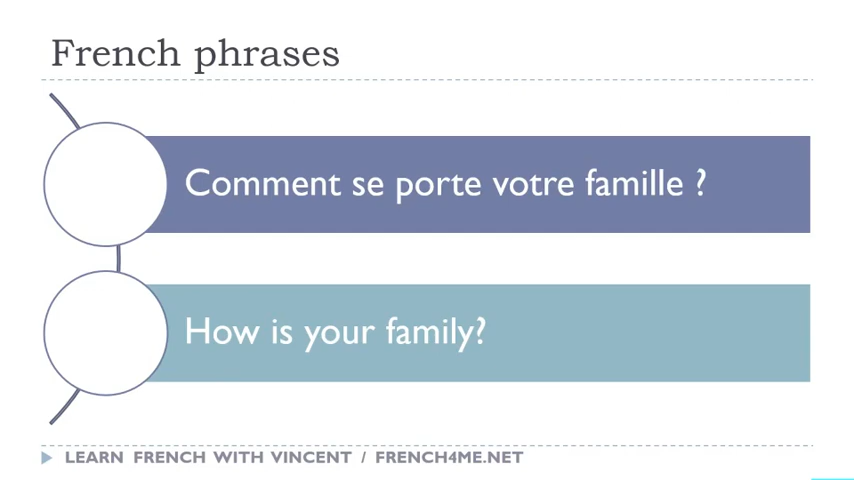 French phrases
Comment se porte votre famille ?
How is your family?
LEARN FRENCH WITH VINCENT / FRENCH4ME.NET